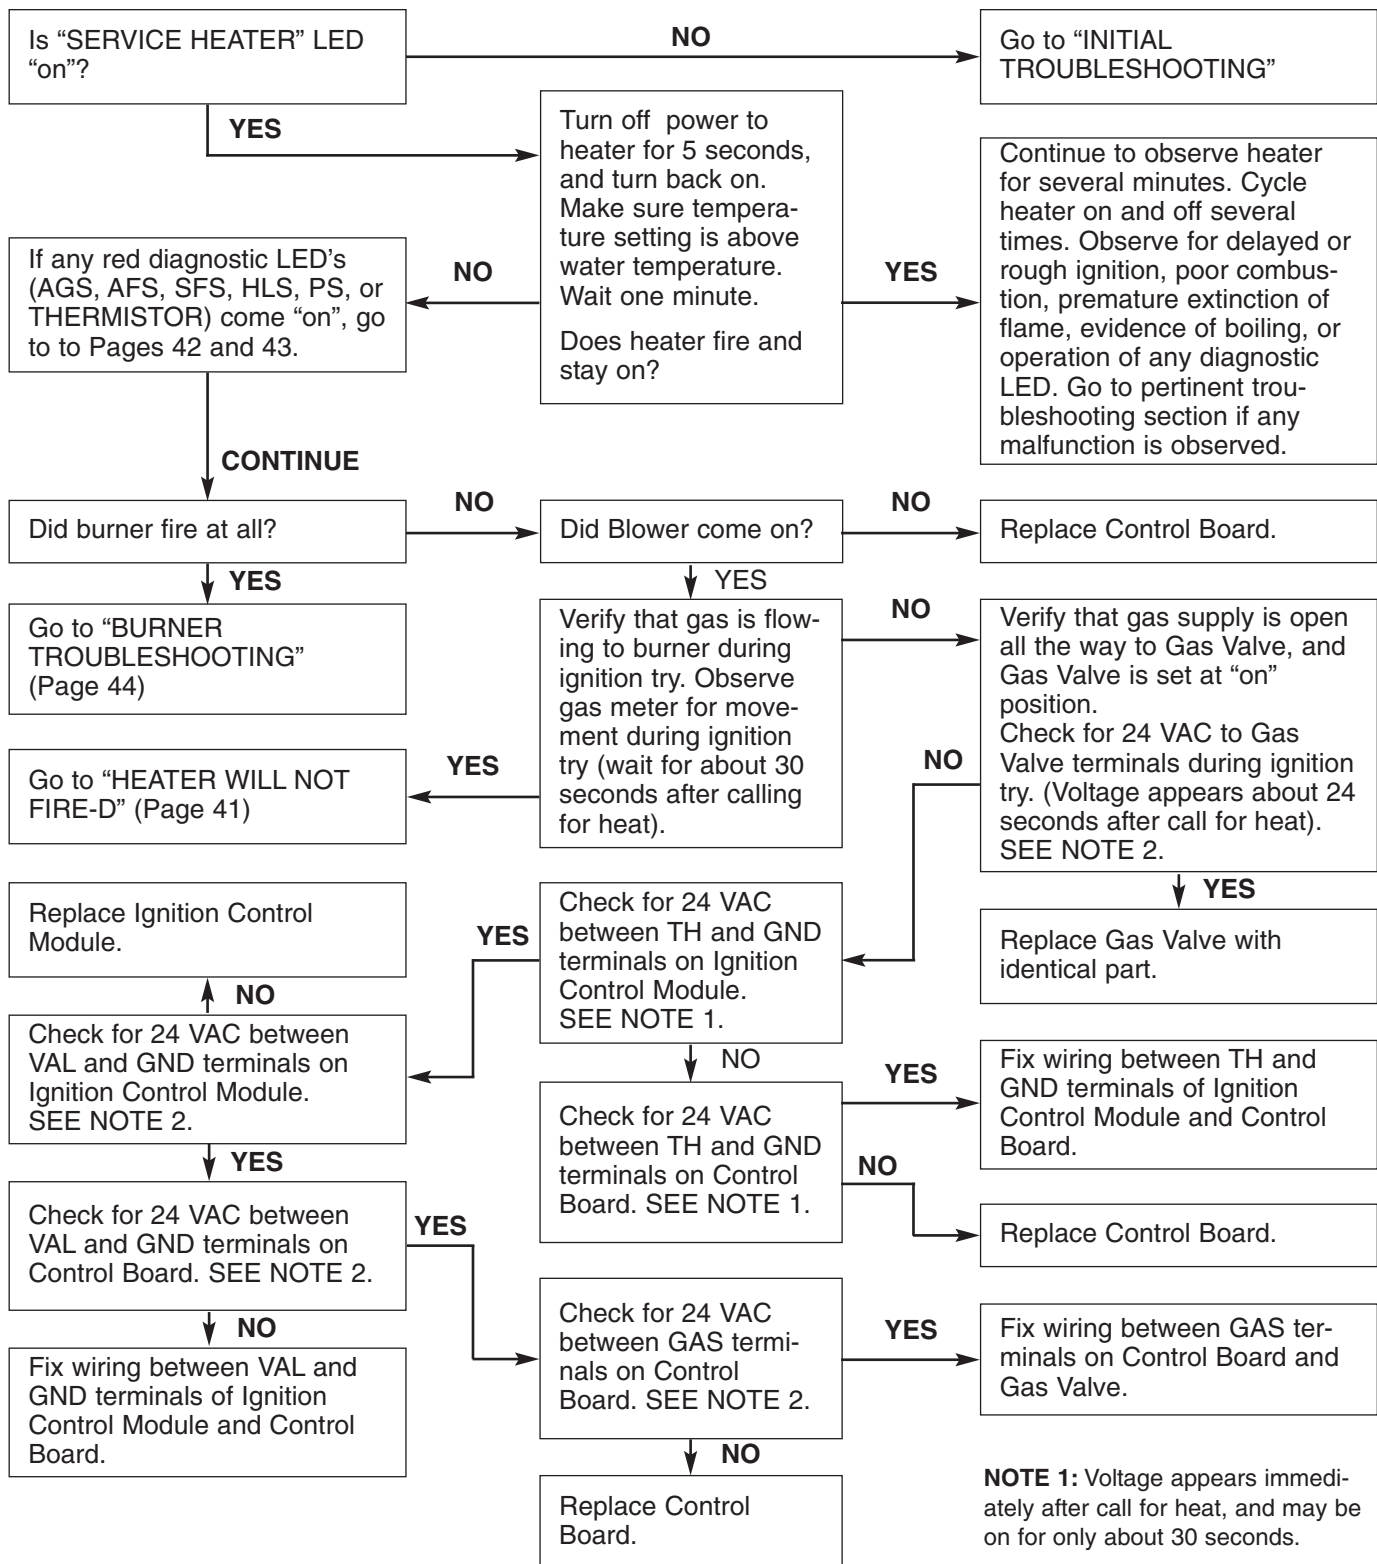 Is “SERVICE HEATER” LED
“on”?
NO
Go to “INITIAL
TROUBLESHOOTING”
YES
Turn off  power to
heater for 5 seconds,
and turn back on.
Make sure tempera-
ture setting is above
water temperature.
Wait one minute.
Does heater fire and
stay on?
YES
Continue to observe heater
for several minutes. Cycle
heater on and off several
times. Observe for delayed or
rough ignition, poor combus-
tion, premature extinction of
flame, evidence of boiling, or
operation of any diagnostic
LED. Go to pertinent trou-
bleshooting section if any
malfunction is observed.
NO
If any red diagnostic LED’s
(AGS, AFS, SFS, HLS, PS, or
THERMISTOR) come “on”, go
to to Pages 42 and 43.
CONTINUE
Did burner fire at all?
NO
Did Blower come on?
NO
Replace Control Board.
YES
Go to “BURNER
TROUBLESHOOTING”
(Page 44)
YES
Verify that gas is flow-
ing to burner during
ignition try. Observe
gas meter for move-
ment during ignition
try (wait for about 30
seconds after calling
for heat).
NO
Verify that gas supply is open
all the way to Gas Valve, and
Gas Valve is set at “on”
position.
Check for 24 VAC to Gas
Valve terminals during ignition
try. (Voltage appears about 24
seconds after call for heat).
SEE NOTE 2.
YES
Go to “HEATER WILL NOT
FIRE-D” (Page 41)
NO
YES
Replace Gas Valve with
identical part.
Check for 24 VAC
between TH and GND
terminals on Ignition
Control Module.
SEE NOTE 1.
YES
Replace Ignition Control
Module.
NO
Check for 24 VAC between
VAL and GND terminals on
Ignition Control Module.
SEE NOTE 2.
NO
Check for 24 VAC
between TH and GND
terminals on Control
Board. SEE NOTE 1.
YES
Fix wiring between TH and
GND terminals of Ignition
Control Module and Control
Board.
NO
Replace Control Board.
YES
Check for 24 VAC between
VAL and GND terminals on
Control Board. SEE NOTE 2.
YES
Check for 24 VAC
between GAS termi-
nals on Control
Board. SEE NOTE 2.
YES
Fix wiring between GAS ter-
minals on Control Board and
Gas Valve.
NO
Fix wiring between VAL and
GND terminals of Ignition
Control Module and Control
Board.
NO
Replace Control
Board.
NOTE 1: Voltage appears immedi-
ately after call for heat, and may be
on for only about 30 seconds.